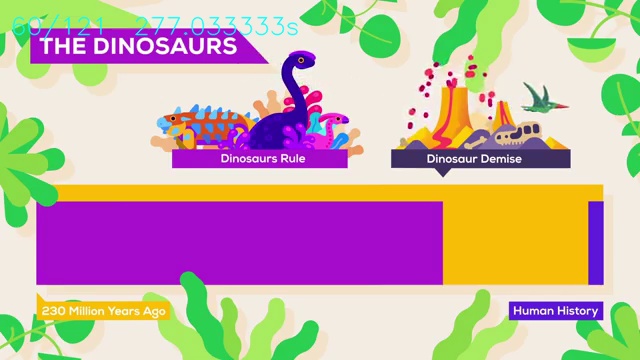 60/121 277.033333s
THE DINOSAURS
Dinosaurs Rule
Dinosaur Demise
230 Million Years Ago
Human History